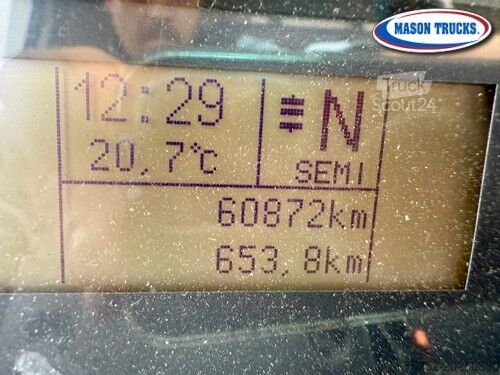 MASON TRUCKS.
Truck
Scout24
12:29
N
20,7°c
SEMI
60872km
653,8km